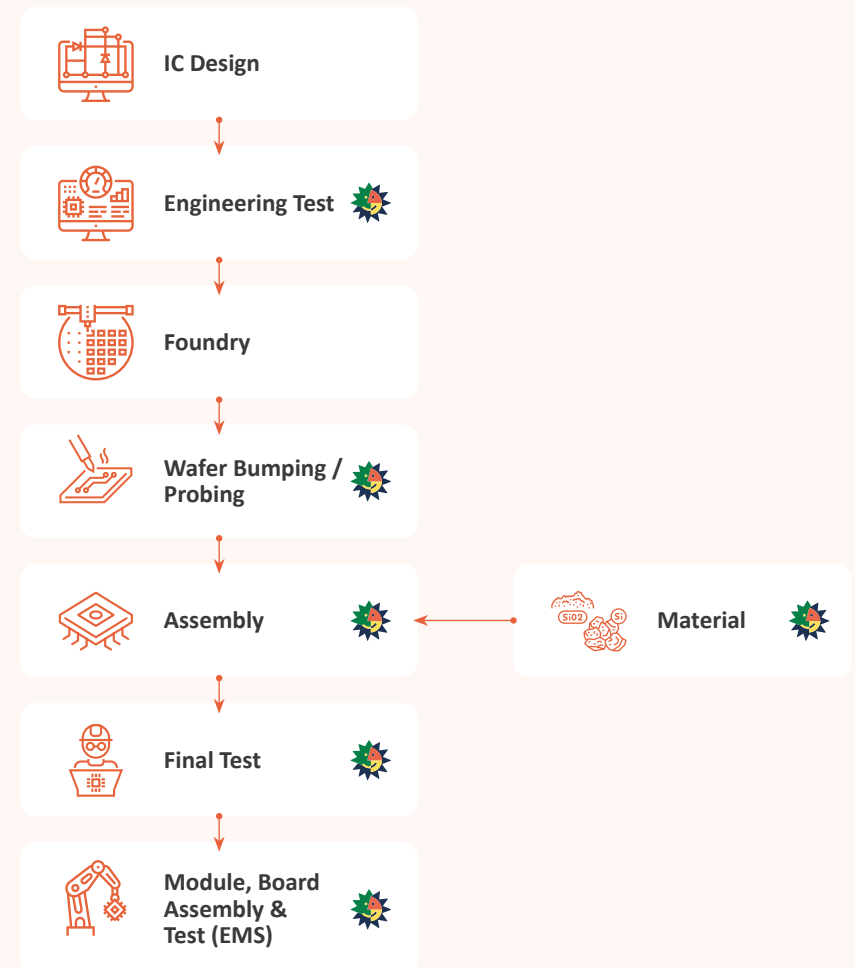 IC Design
Engineering Test
Foundry
Wafer Bumping /
Probing
Assembly
SiO2
Si
Material
Final Test
Module, Board
Assembly &
Test (EMS)